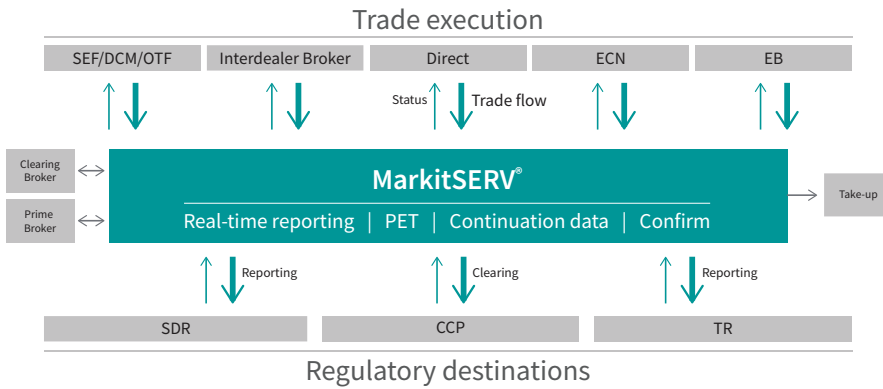 Trade execution
SEF/DCM/OTF
Interdealer Broker
Direct
ECN
EB
Status
Trade flow
Clearing
Broker
Prime
Broker
MarkitSERV®
Real-time reporting | PET | Continuation data | Confirm
Take-up
Reporting
Clearing
Reporting
SDR
CCP
TR
Regulatory destinations